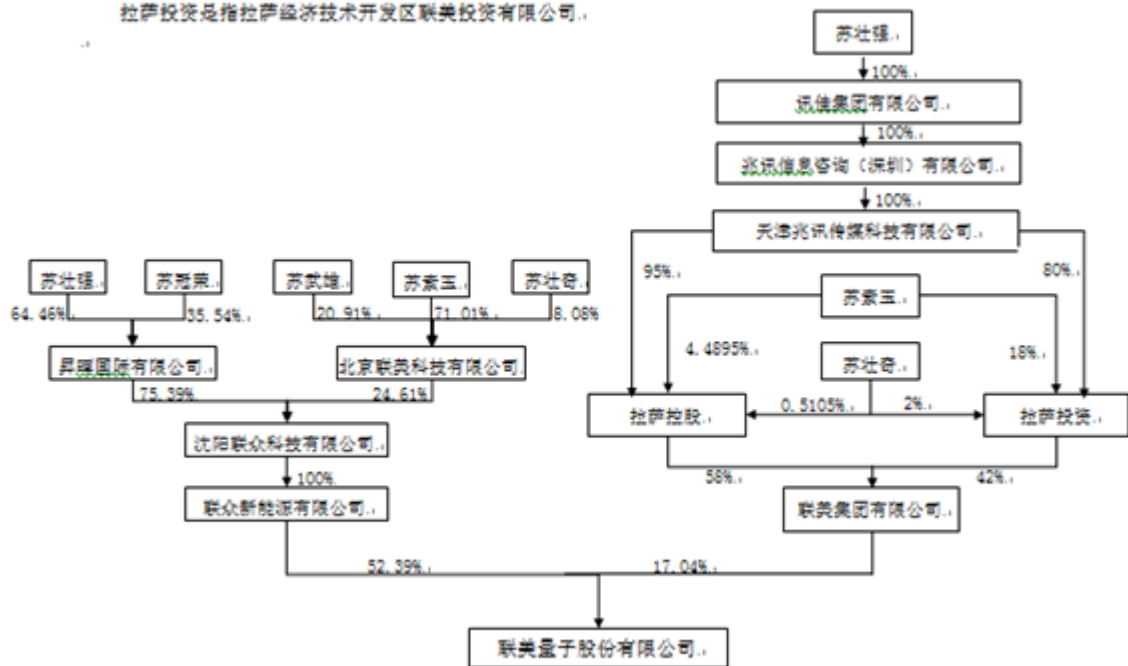 拉萨投资是指拉萨经济技术开发区联美投资有限公司.
苏壮强.
100%.
讯佳集团有限公司.
100%.
兆讯信息咨询（深圳）有限公司.
100%.
天津兆讯传媒科技有限公司.
95%.
80%.
苏壮强.
苏冠荣.
苏武雄.
苏素玉.
苏壮奇.
苏素玉.
64.46%.
35.54%.
20.91%.
71.01%.
8.08%
4.4895%.
18%.
昇晖国际有限公司.
北京联美科技有限公司.
苏壮奇.
75.39%.
24.61%.
0.5105%.
2%.
拉萨控股.
拉萨投资.
沈阳联众科技有限公司.
58%.
42%.
100%.
联众新能源有限公司.
联美集团有限公司.
52.39%.
17.04%.
联美量子股份有限公司.